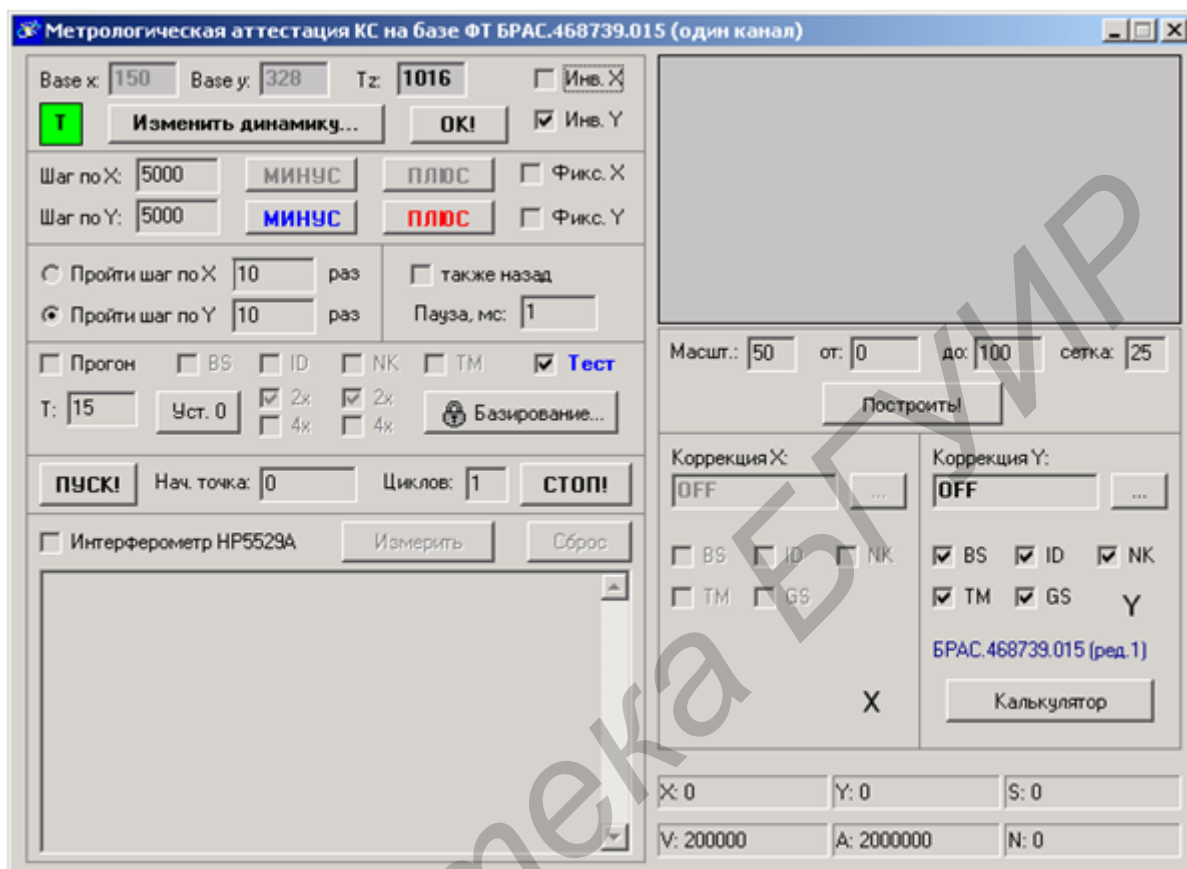 Метрологическая аттестация КС на базе ФТ БРАС.468739.015 (один канал)
Base x: 150 Base y: 328 Tz: 1016 Инв. X
T Изменить динамику... OK! Инв. Y
Шаг по X: 5000 МИНУС ПЛЮС Фикс. X
Шаг по Y: 5000 МИНУС ПЛЮС Фикс. Y
Пройти шаг по X 10 раз также назад
Пройти шаг по Y 10 раз Пауза, мс: 1
Прогон BS ID NK TM Тест
T: 15 Уст. 0 2x 2x Базирование...
4x 4x
ПУСК! Нач. точка: 0 Циклов: 1 СТОП!
Интерферометр HP5529A Измерить Сброс
Масшт.: 50 от: 0 до: 100 сетка: 25
Построить!
Коррекция X: Коррекция Y:
OFF ... OFF ...
BS ID NK BS ID NK
TM GS TM GS Y
БРАС.468739.015 (ред.1)
X Калькулятор
X: 0 Y: 0 S: 0
V: 200000 A: 2000000 N: 0
тека БГУИР